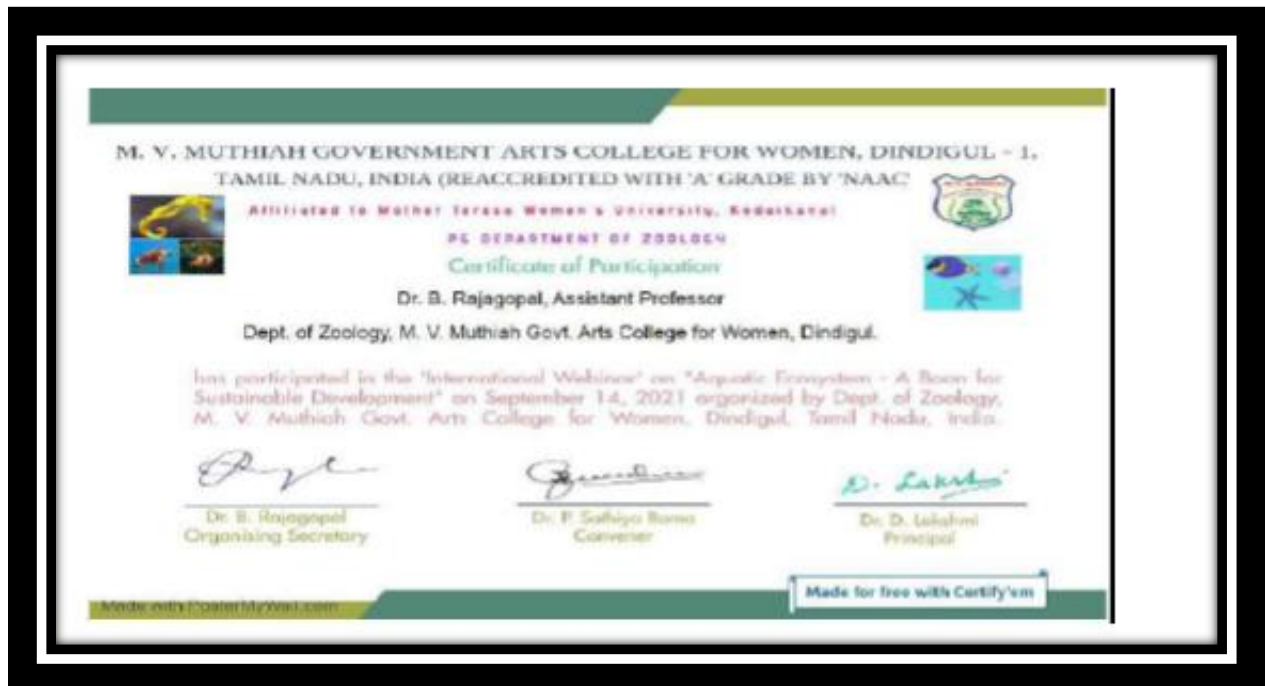 M. V. MUTHIAH GOVERNMENT ARTS COLLEGE FOR WOMEN, DINDIGUL - 1.
TAMIL NADU, INDIA (REACCREDITED WITH 'A' GRADE BY 'NAAC'
Affiliated to Mother Terasa Women's University, Kodaikanal
PG DEPARTMENT OF ZOOLOGY
Certificate of Participation
Dr. B. Rajagopal, Assistant Professor
Dept. of Zoology, M. V. Muthiah Govt. Arts College for Women, Dindigul.
has participated in the 'International Webinar' on "Aquatic Ecosystem - A Boon for
Sustainable Development" on September 14, 2021 organized by Dept. of Zoology,
M. V. Muthiah Govt. Arts College for Women, Dindigul, Tamil Nadu, India.
D. Lakshmi
Dr. B. Rajagopal
Organising Secretary
Dr. P. Sathiya Rama
Convener
Dr. D. Lakshmi
Principal
Made with PosterMyWall.com
Made for free with Certify'em